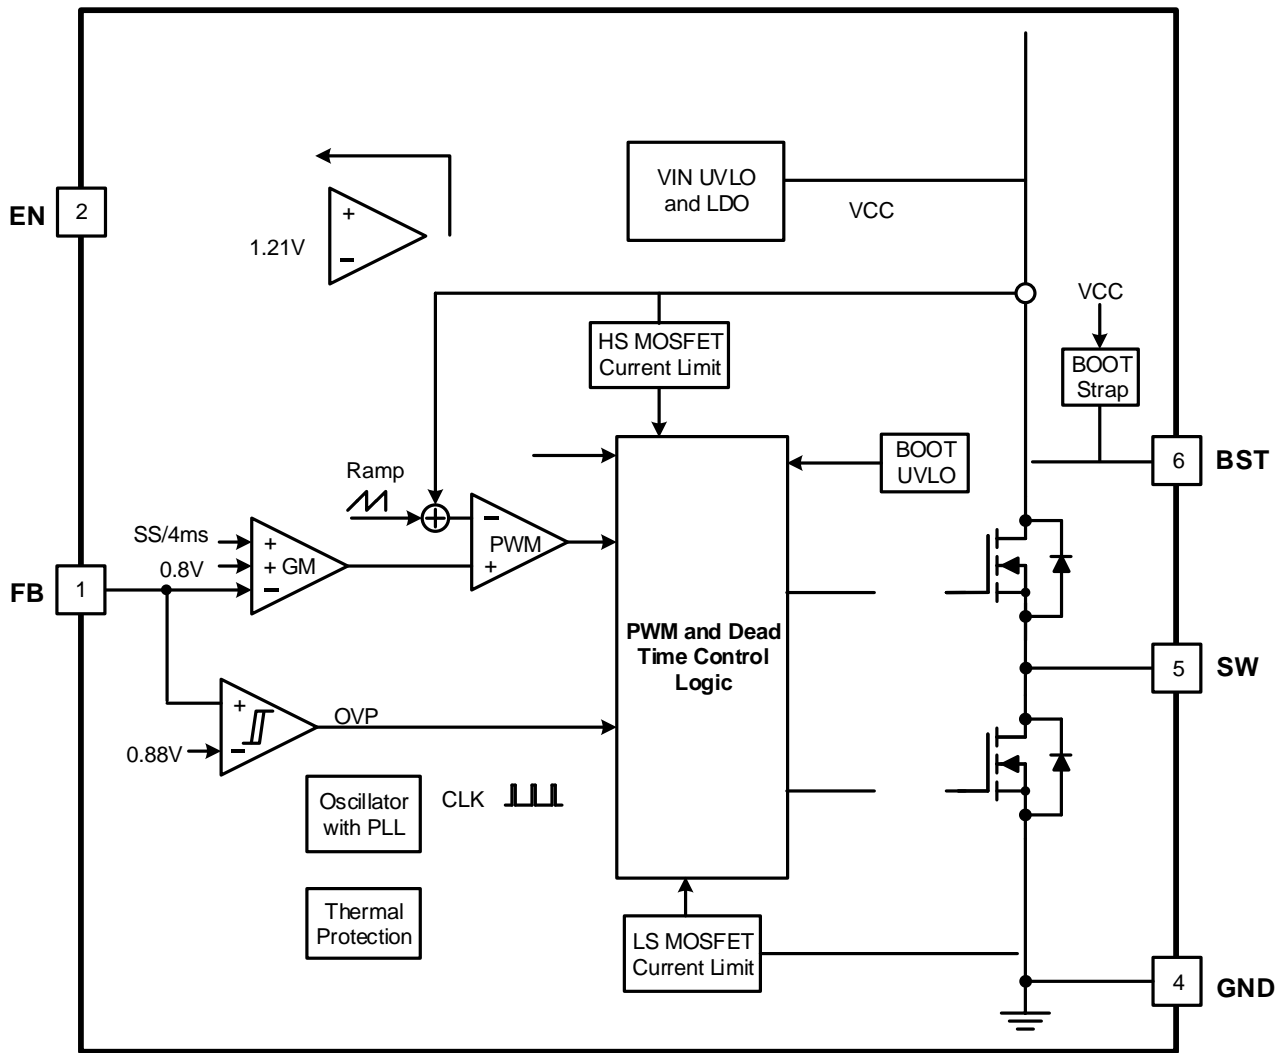 VIN UVLO
and LDO
VCC
EN
2
+
−
1.21V
VCC
HS MOSFET
Current Limit
BOOT
Strap
Ramp
BOOT
UVLO
6
BST
SS/4ms
+
0.8V
+
GM
−
−
PWM
+
FB
1
PWM and Dead
Time Control
Logic
5
SW
+
OVP
0.88V
−
Oscillator
with PLL
CLK
Thermal
Protection
LS MOSFET
Current Limit
4
GND